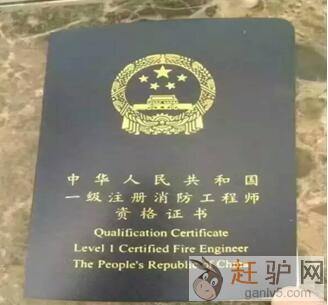 中华人民共和国
一级注册消防工程师
资格证书
Qualification Certificate
Level 1 Certified Fire Engineer
The People's Republic of China
赶驴网
ganlv5.com